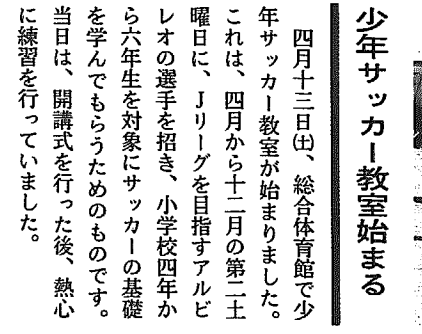 少年サッカー教室始まる
四月十三日㈯、総合体育館で少
年サッカー教室が始まりました。
これは、四月から十二月の第二土
曜日に、Jリーグを目指すアルビ
レオの選手を招き、小学校四年か
ら六年生を対象にサッカーの基礎
を学んでもらうためのものです。
当日は、開講式を行った後、熱心
に練習を行っていました。